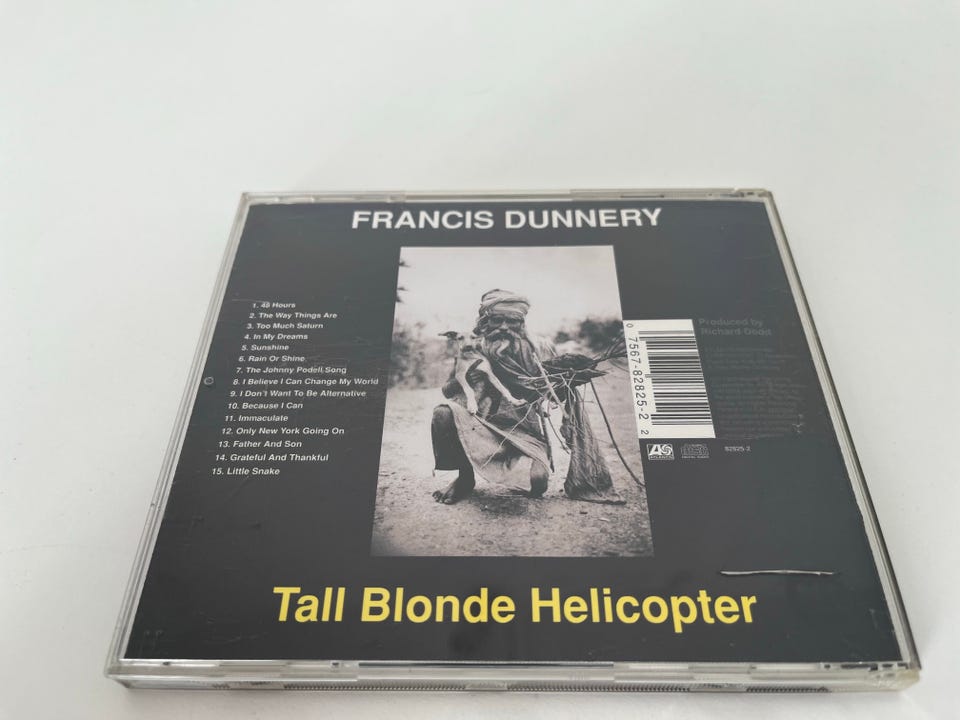 FRANCIS DUNNERY
1. 48 Hours
2. The Way Things Are
3. Too Much Saturn
4. In My Dreams
5. Sunshine
6. Rain Or Shine
7. The Johnny Podell Song
8. I Believe I Can Change My World
9. I Don't Want To Be Alternative
10. Because I Can
11. Immaculate
12. Only New York Going On
13. Father And Son
14. Grateful And Thankful
15. Little Snake
0 7567-82825-2 2
Produced by
Richard Dodd
ATLANTIC
82825-2
Tall Blonde Helicopter